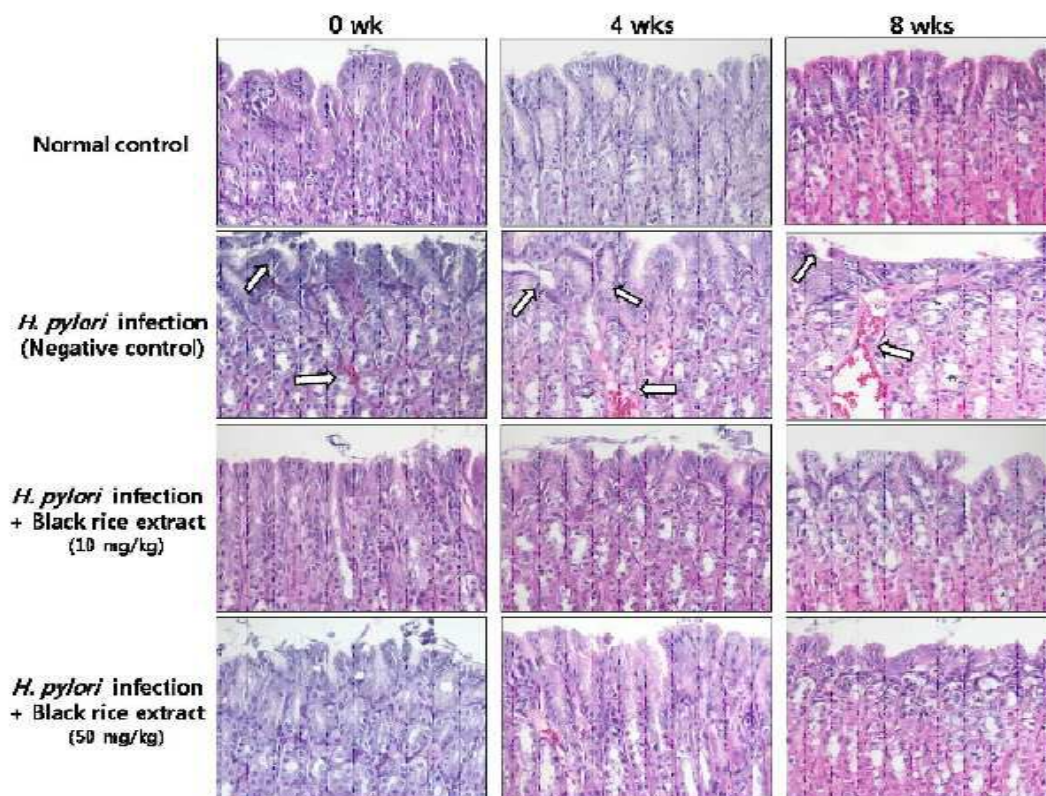 0 wk 4 wks 8 wks
Normal control
H. pylori infection
(Negative control)
H. pylori infection
+ Black rice extract
(10 mg/kg)
H. pylori infection
+ Black rice extract
(50 mg/kg)